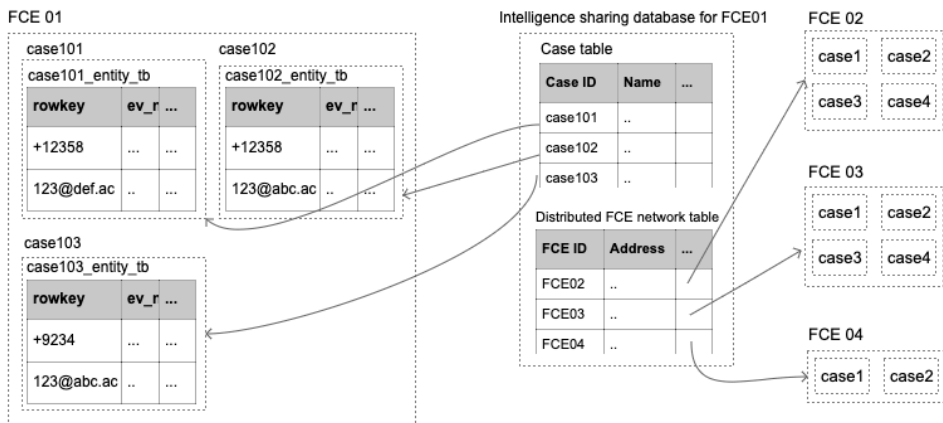 FCE 01
case101
case101_entity_tb
rowkey ev_r ...
+12358 ... ...
123@def.ac .. ...
case102
case102_entity_tb
rowkey ev_r ...
+12358 ... ...
123@abc.ac .. ...
case103
case103_entity_tb
rowkey ev_r ...
+9234 ... ...
123@abc.ac .. ...
Intelligence sharing database for FCE01
Case table
Case ID Name ...
case101 ..
case102 ..
case103 ..
Distributed FCE network table
FCE ID Address ...
FCE02 ..
FCE03 ..
FCE04 ..
FCE 02
case1 case2
case3 case4
FCE 03
case1 case2
case3 case4
FCE 04
case1 case2